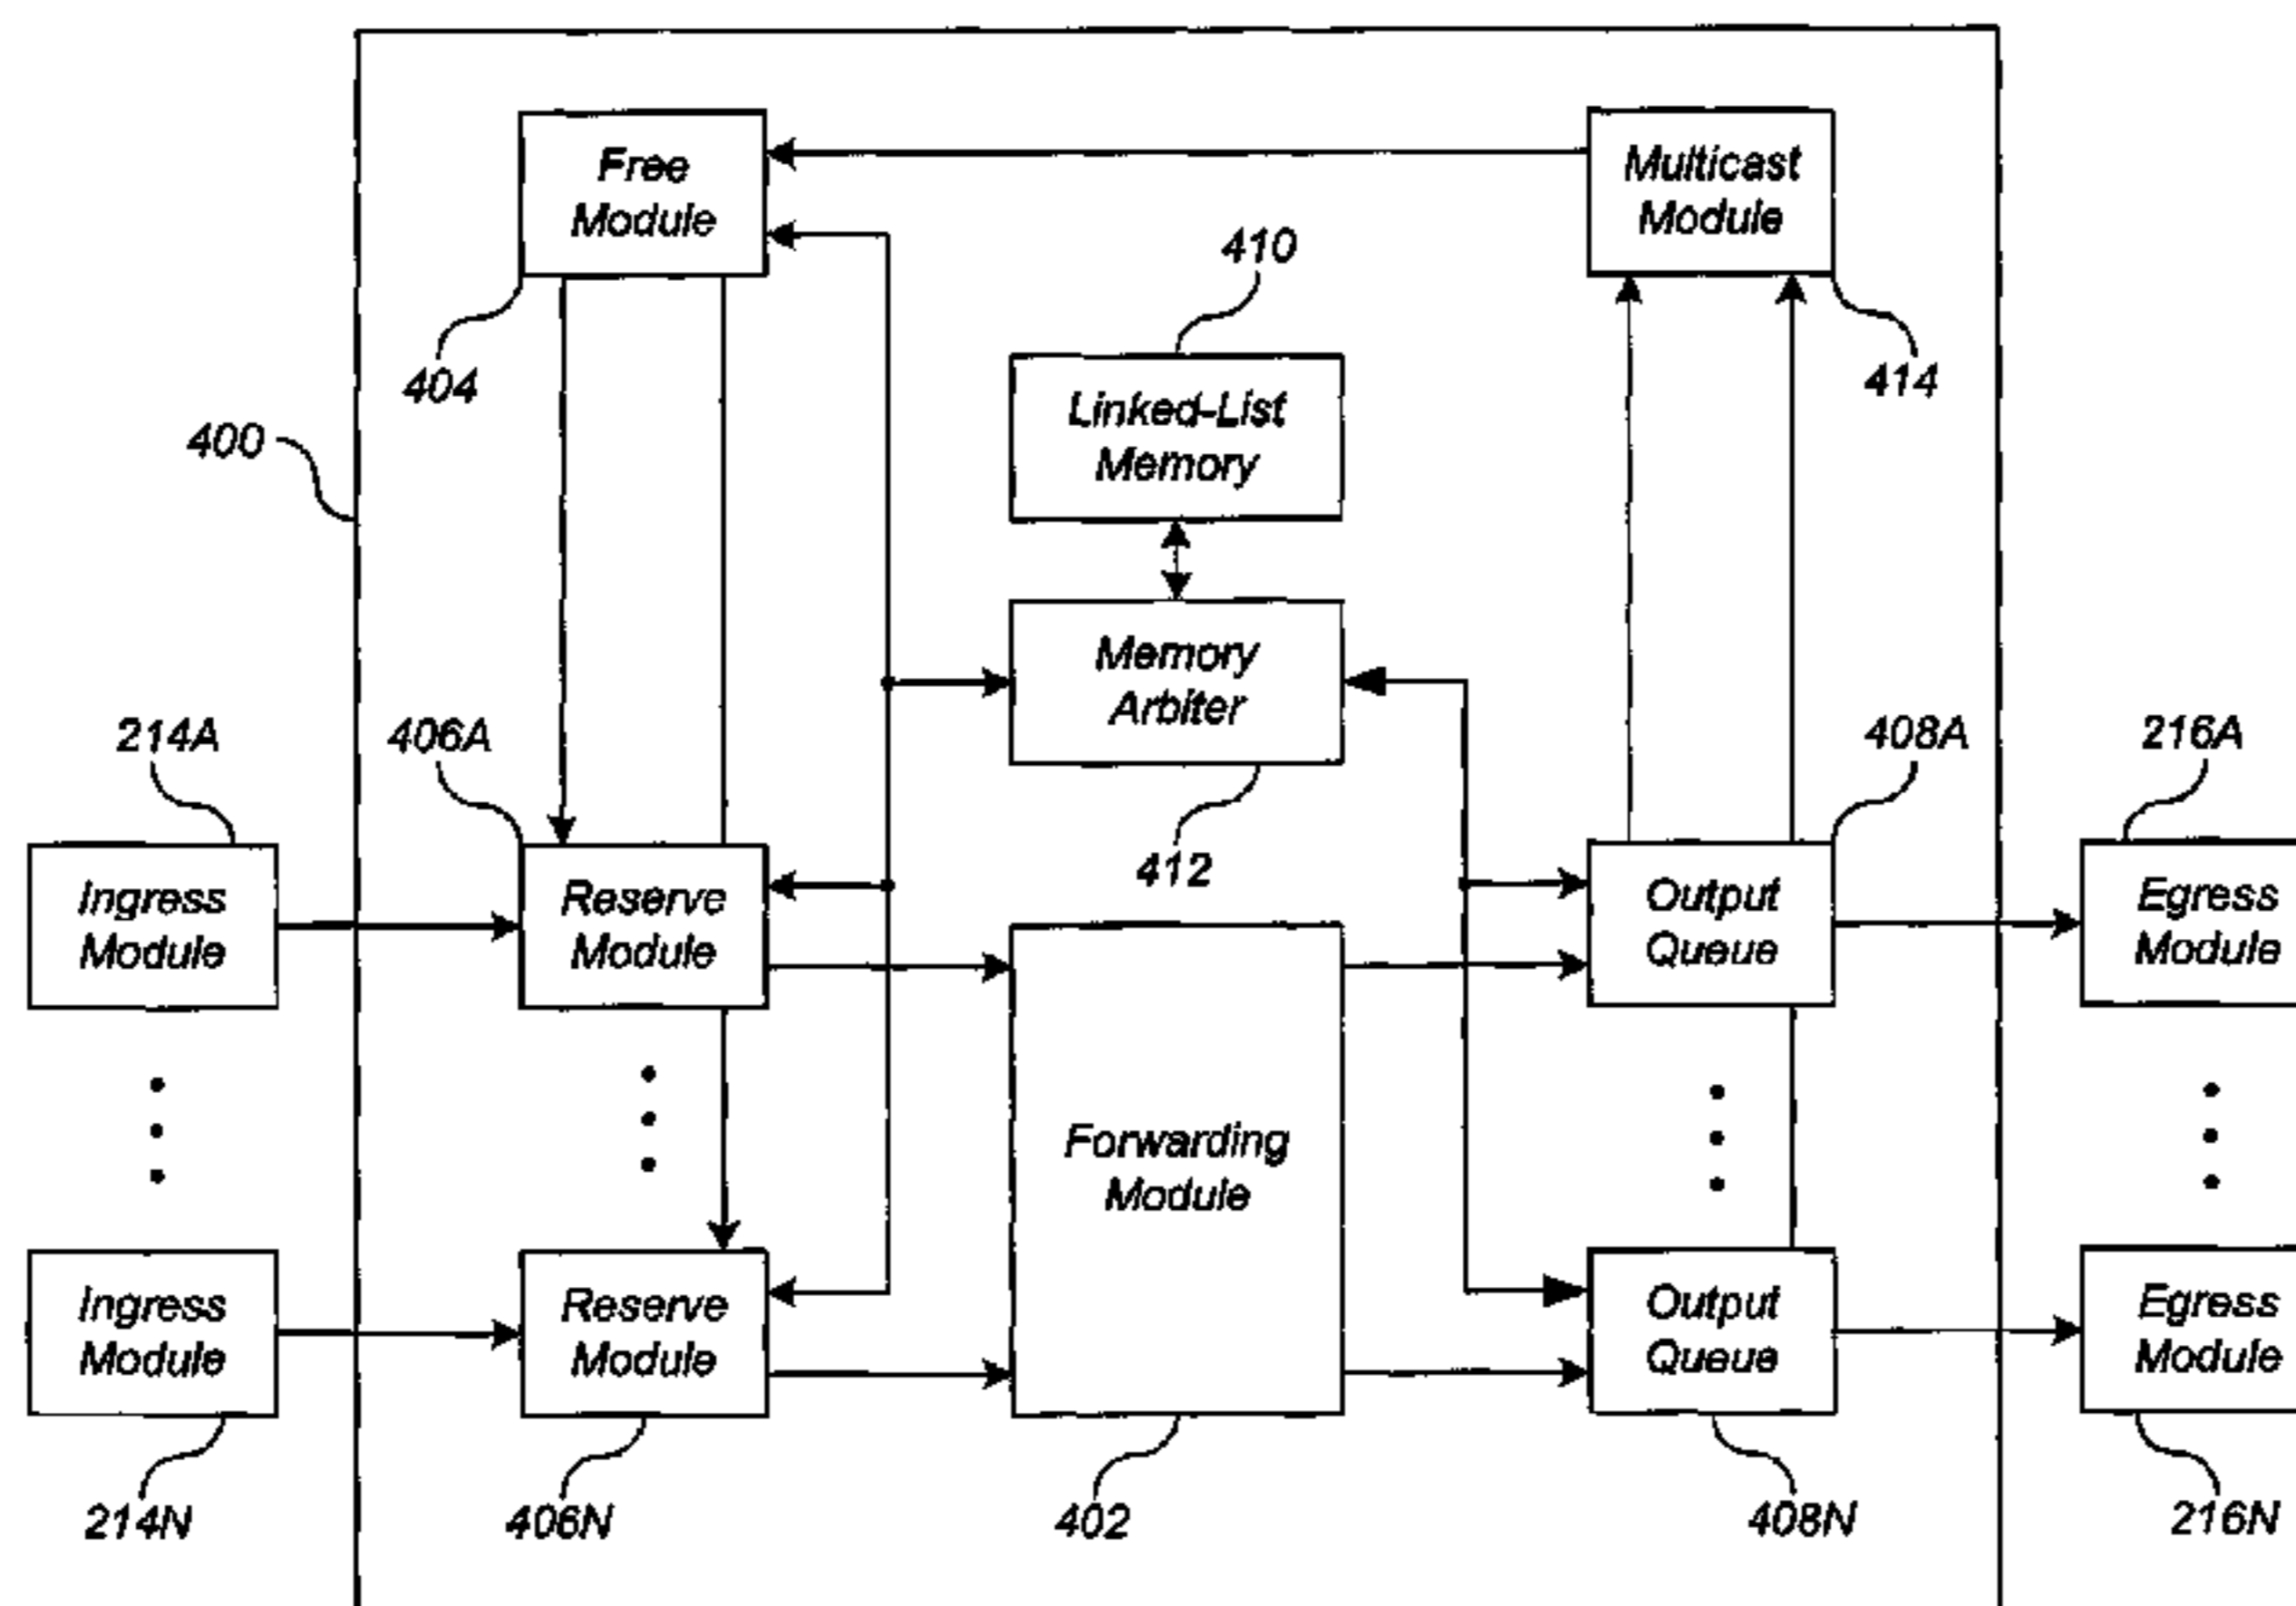 Free
Module
Multicast
Module
410
404
414
Linked-List
Memory
400
Memory
Arbiter
214A
406A
408A
216A
412
Ingress
Module
Reserve
Module
Output
Queue
Egress
Module
Forwarding
Module
Ingress
Module
Reserve
Module
Output
Queue
Egress
Module
214N
406N
402
408N
216N